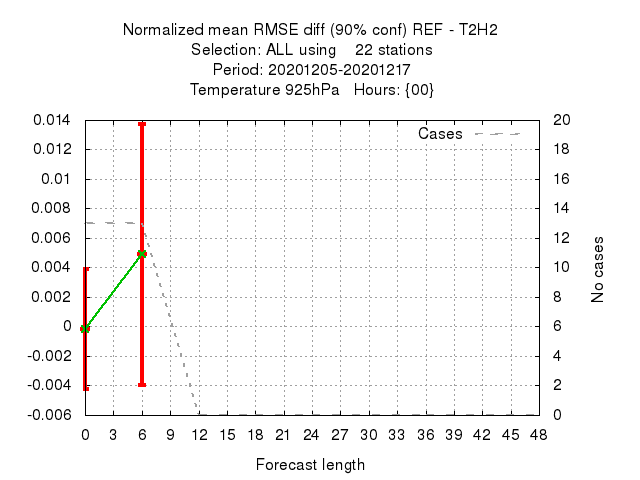 Normalized mean RMSE diff (90% conf) REF - T2H2
Selection: ALL using    22 stations
Period: 20201205-20201217
Temperature 925hPa   Hours: {00}
Cases
0.014
0.012
0.01
0.008
0.006
0.004
0.002
0
-0.002
-0.004
-0.006
20
18
16
14
12
10
8
6
4
2
0
No cases
0 3 6 9 12 15 18 21 24 27 30 33 36 39 42 45 48
Forecast length